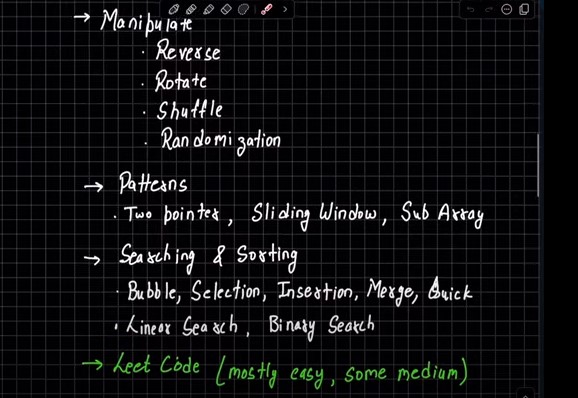 → Manipulate
· Reverse
· Rotate
· Shuffle
· Randomization
→ Patterns
· Two pointer, Sliding Window, Sub Array
→ Searching & Sorting
· Bubble, Selection, Insertion, Merge, Quick
· Linear Search, Binary Search
→ Leet Code (mostly easy, some medium)